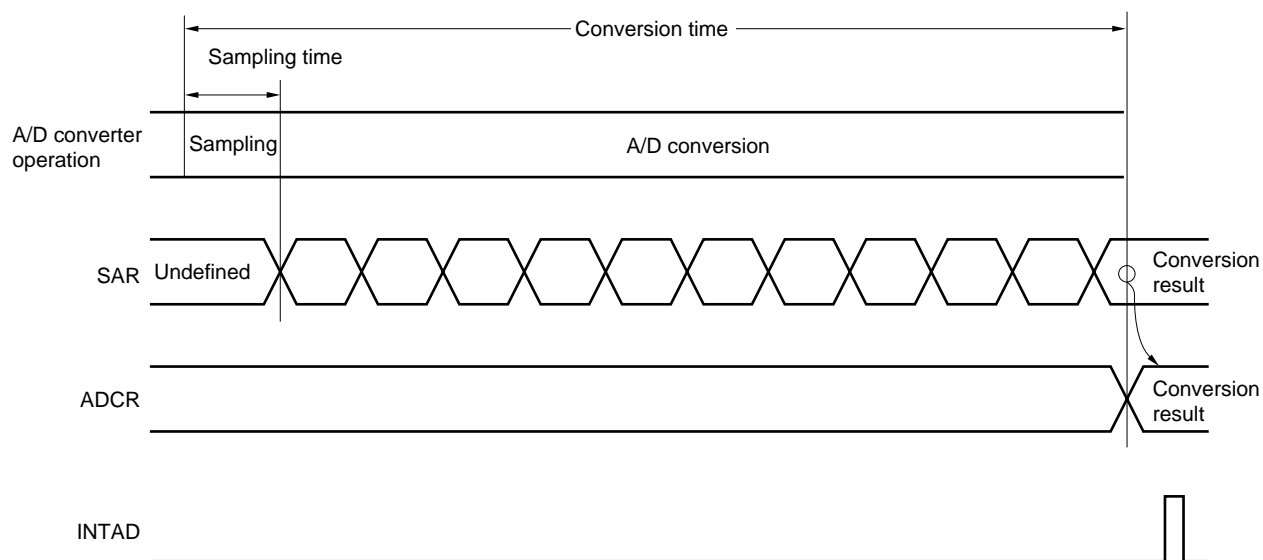 Conversion time
Sampling time
A/D converter
operation
Sampling
A/D conversion
SAR
Undefined
Conversion
result
ADCR
Conversion
result
INTAD